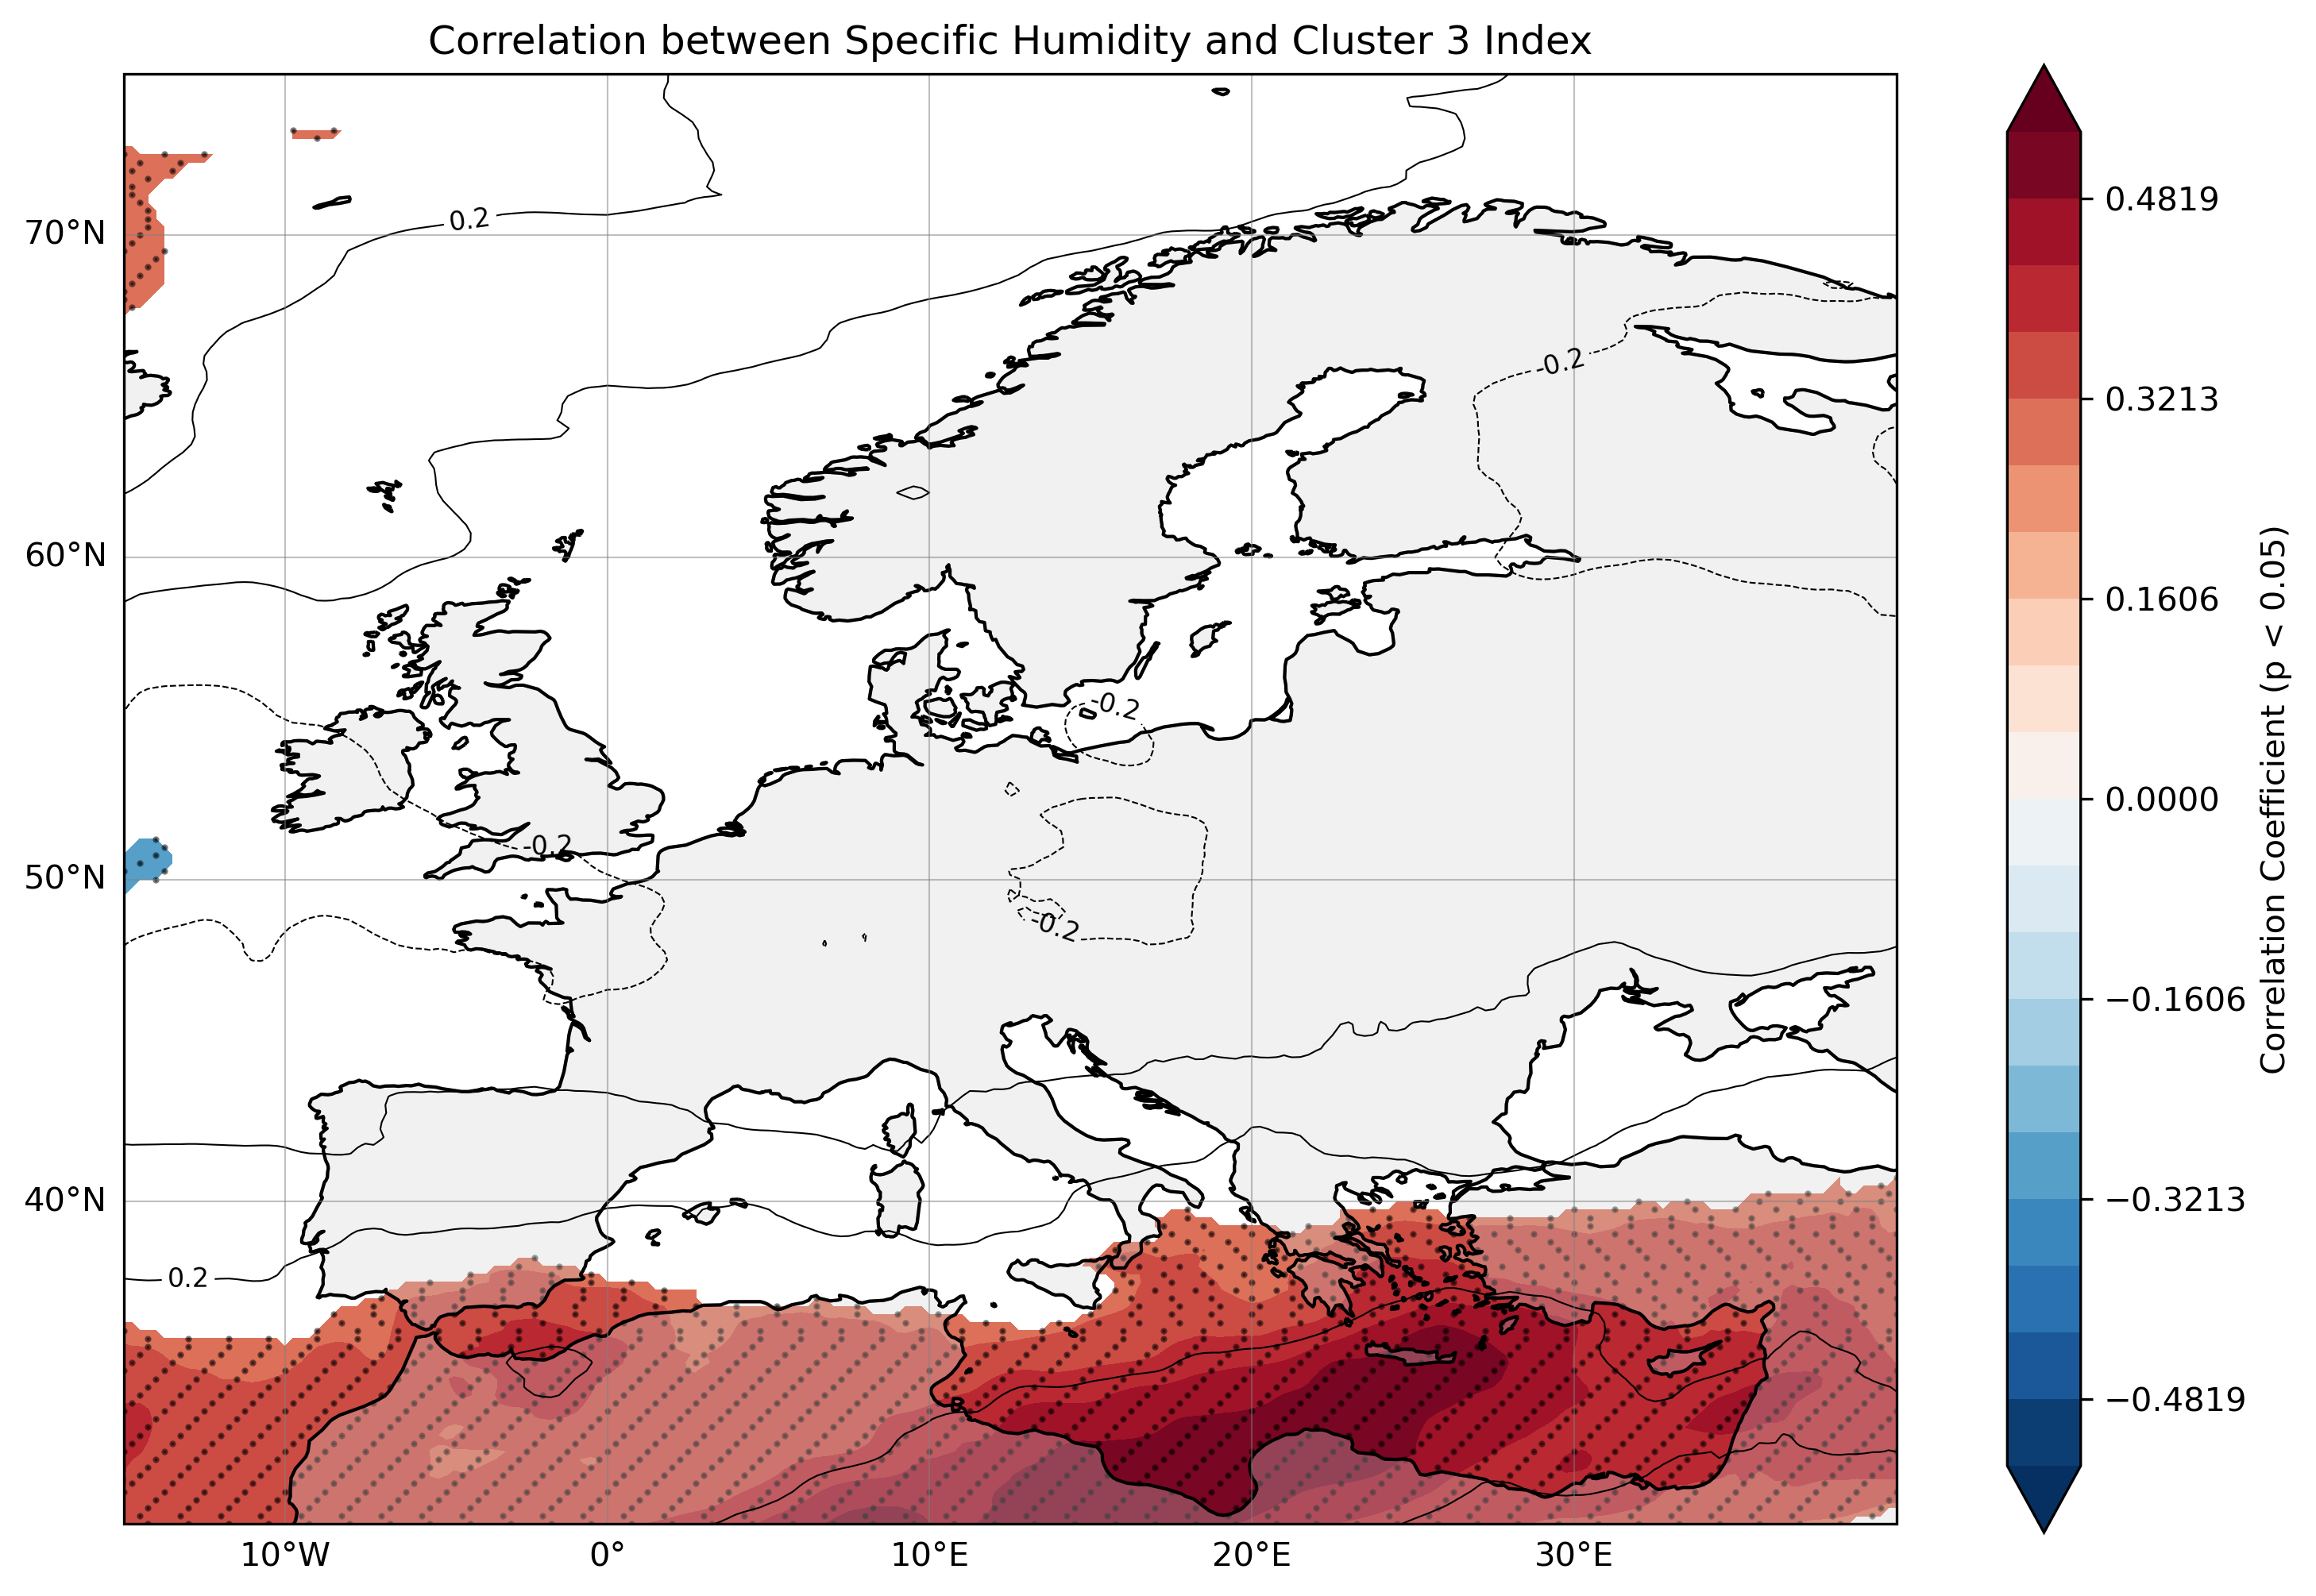 Correlation between Specific Humidity and Cluster 3 Index
70°N
60°N
50°N
40°N
10°W
0°
10°E
20°E
30°E
0.2
-0.2
-0.2
-0.2
-0.2
0.2
0.4819
0.3213
0.1606
0.0000
−0.1606
−0.3213
−0.4819
Correlation Coefficient (p < 0.05)